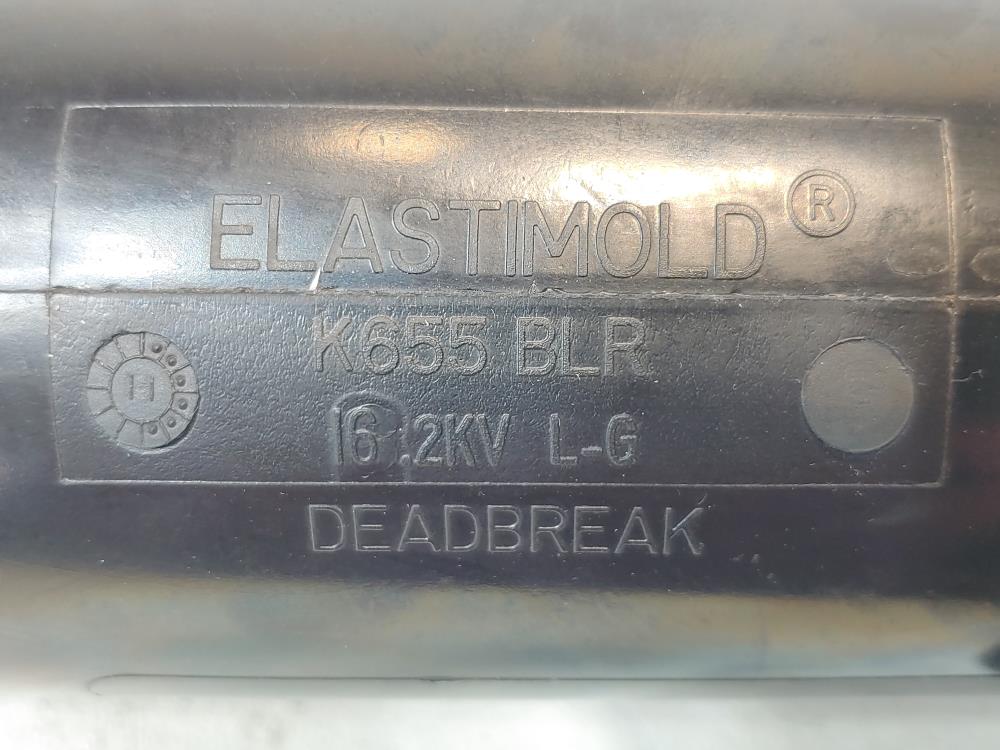 ELASTIMOLD®
K655 BLR
H
16.2KV L-G
DEADBREAK